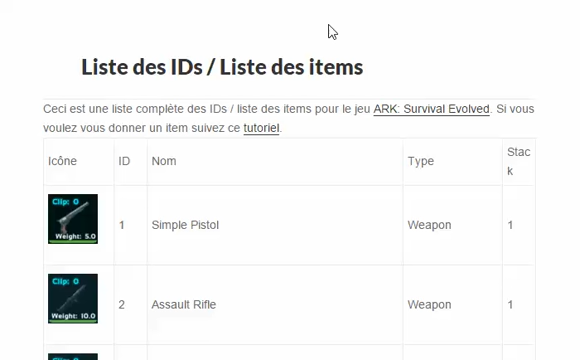 Liste des IDs / Liste des items
Ceci est une liste complète des IDs / liste des items pour le jeu ARK: Survival Evolved. Si vous
voulez vous donner un item suivez ce tutoriel.
Icône ID Nom Type Stac
k
Clip: 0
Weight: 5.0
1 Simple Pistol Weapon 1
Clip: 0
Weight: 10.0
2 Assault Rifle Weapon 1